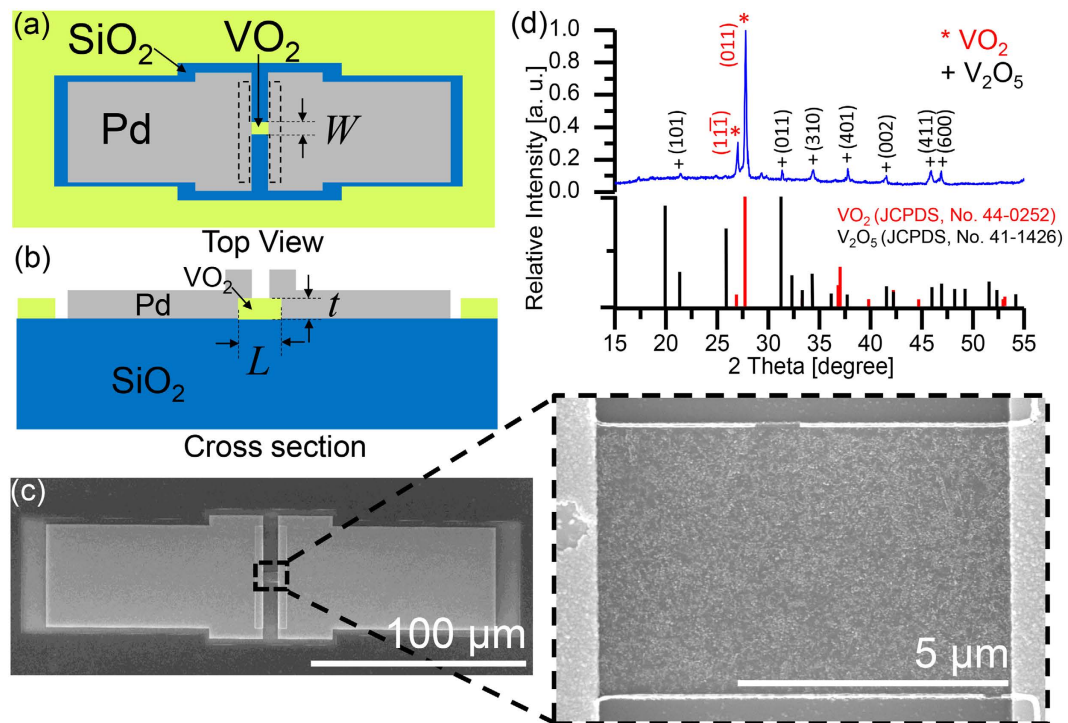 (a)
SiO2
VO2
Pd
W
Top View
(b)
VO2
Pd
t
L
SiO2
Cross section
(c)
100 µm
5 µm
(d)
Relative Intensity [a. u.]
1.0
0.8
0.6
0.4
0.2
0.0
* VO2
+ V2O5
(11̄1)
*
(011)
*
+ (101)
+ (011)
+ (310)
+ (401)
+ (002)
+ (411)
+ (600)
VO2 (JCPDS, No. 44-0252)
V2O5 (JCPDS, No. 41-1426)
15 20 25 30 35 40 45 50 55
2 Theta [degree]